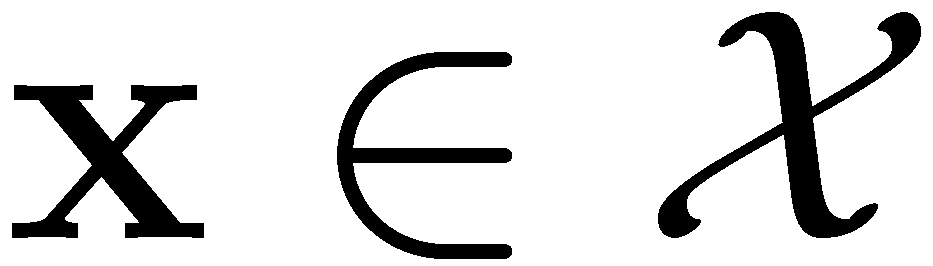 𝐱 ∈ 𝒳